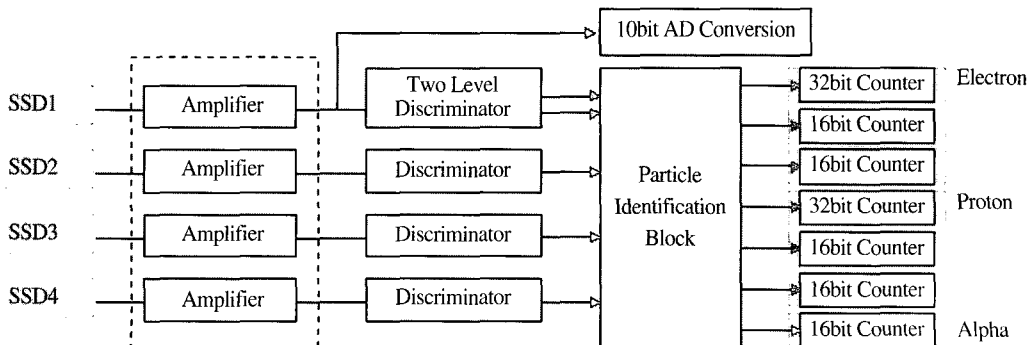 10bit AD Conversion
SSD1
Amplifier
Two Level
Discriminator
32bit Counter
Electron
16bit Counter
SSD2
Amplifier
Discriminator
16bit Counter
Particle
Identification
Block
32bit Counter
Proton
SSD3
Amplifier
Discriminator
16bit Counter
SSD4
Amplifier
Discriminator
16bit Counter
16bit Counter
Alpha